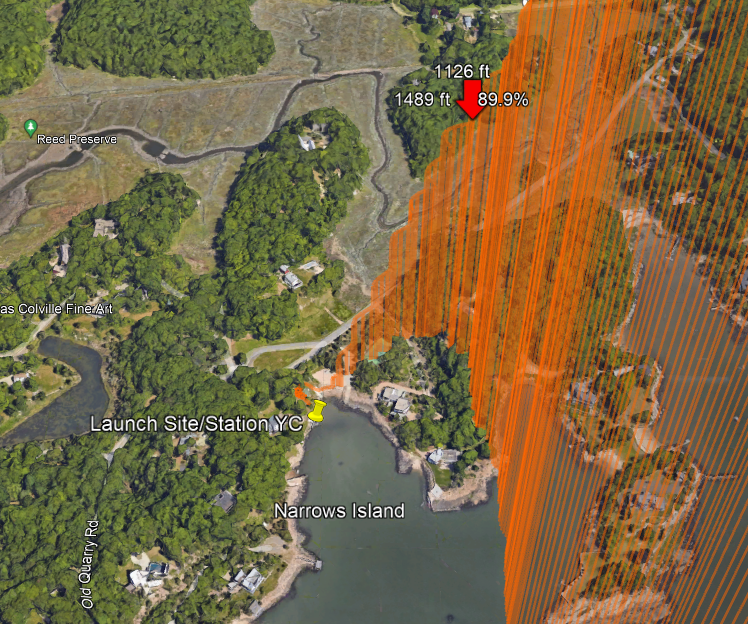 1126 ft
1489 ft 89.9%
Reed Preserve
as Colville Fine Art
Launch Site/Station YC
Narrows Island
Old Quarry Rd